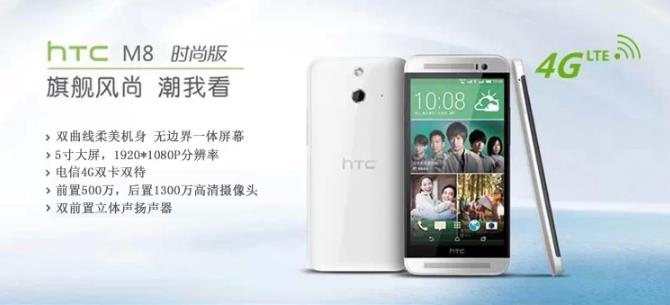 hTC M8 时尚版
旗舰风尚 潮我看
双曲线柔美机身 无边界一体屏幕
5寸大屏，1920*1080P分辨率
电信4G双卡双待
前置500万，后置1300万高清摄像头
双前置立体声扬声器
4G LTE
10:08
hTC
hTC